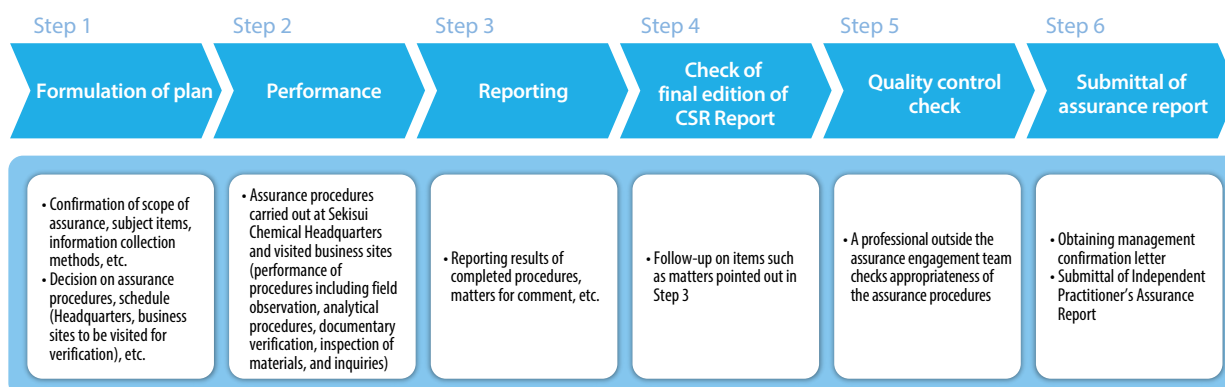 Step 1
Step 2
Step 3
Step 4
Step 5
Step 6
Formulation of plan
Performance
Reporting
Check of
final edition of
CSR Report
Quality control
check
Submittal of
assurance report
• Confirmation of scope of
assurance, subject items,
information collection
methods, etc.
• Decision on assurance
procedures, schedule
(Headquarters, business
sites to be visited for
verification), etc.
• Assurance procedures
carried out at Sekisui
Chemical Headquarters
and visited business sites
(performance of
procedures including field
observation, analytical
procedures, documentary
verification, inspection of
materials, and inquiries)
• Reporting results of
completed procedures,
matters for comment, etc.
• Follow-up on items such
as matters pointed out in
Step 3
• A professional outside the
assurance engagement team
checks appropriateness of
the assurance procedures
• Obtaining management
confirmation letter
• Submittal of Independent
Practitioner's Assurance
Report